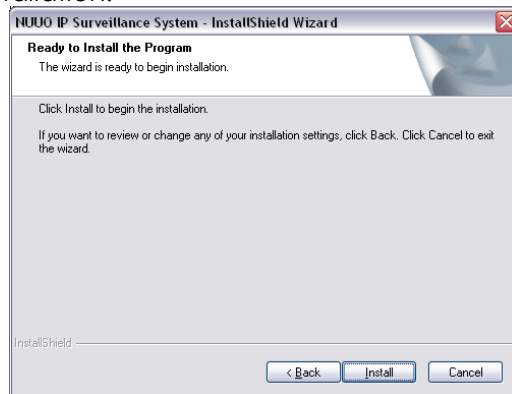 NUUO IP Surveillance System - InstallShield Wizard
Ready to Install the Program
The wizard is ready to begin installation.
Click Install to begin the installation.
If you want to review or change any of your installation settings, click Back. Click Cancel to exit
the wizard.
InstallShield
< Back Install Cancel